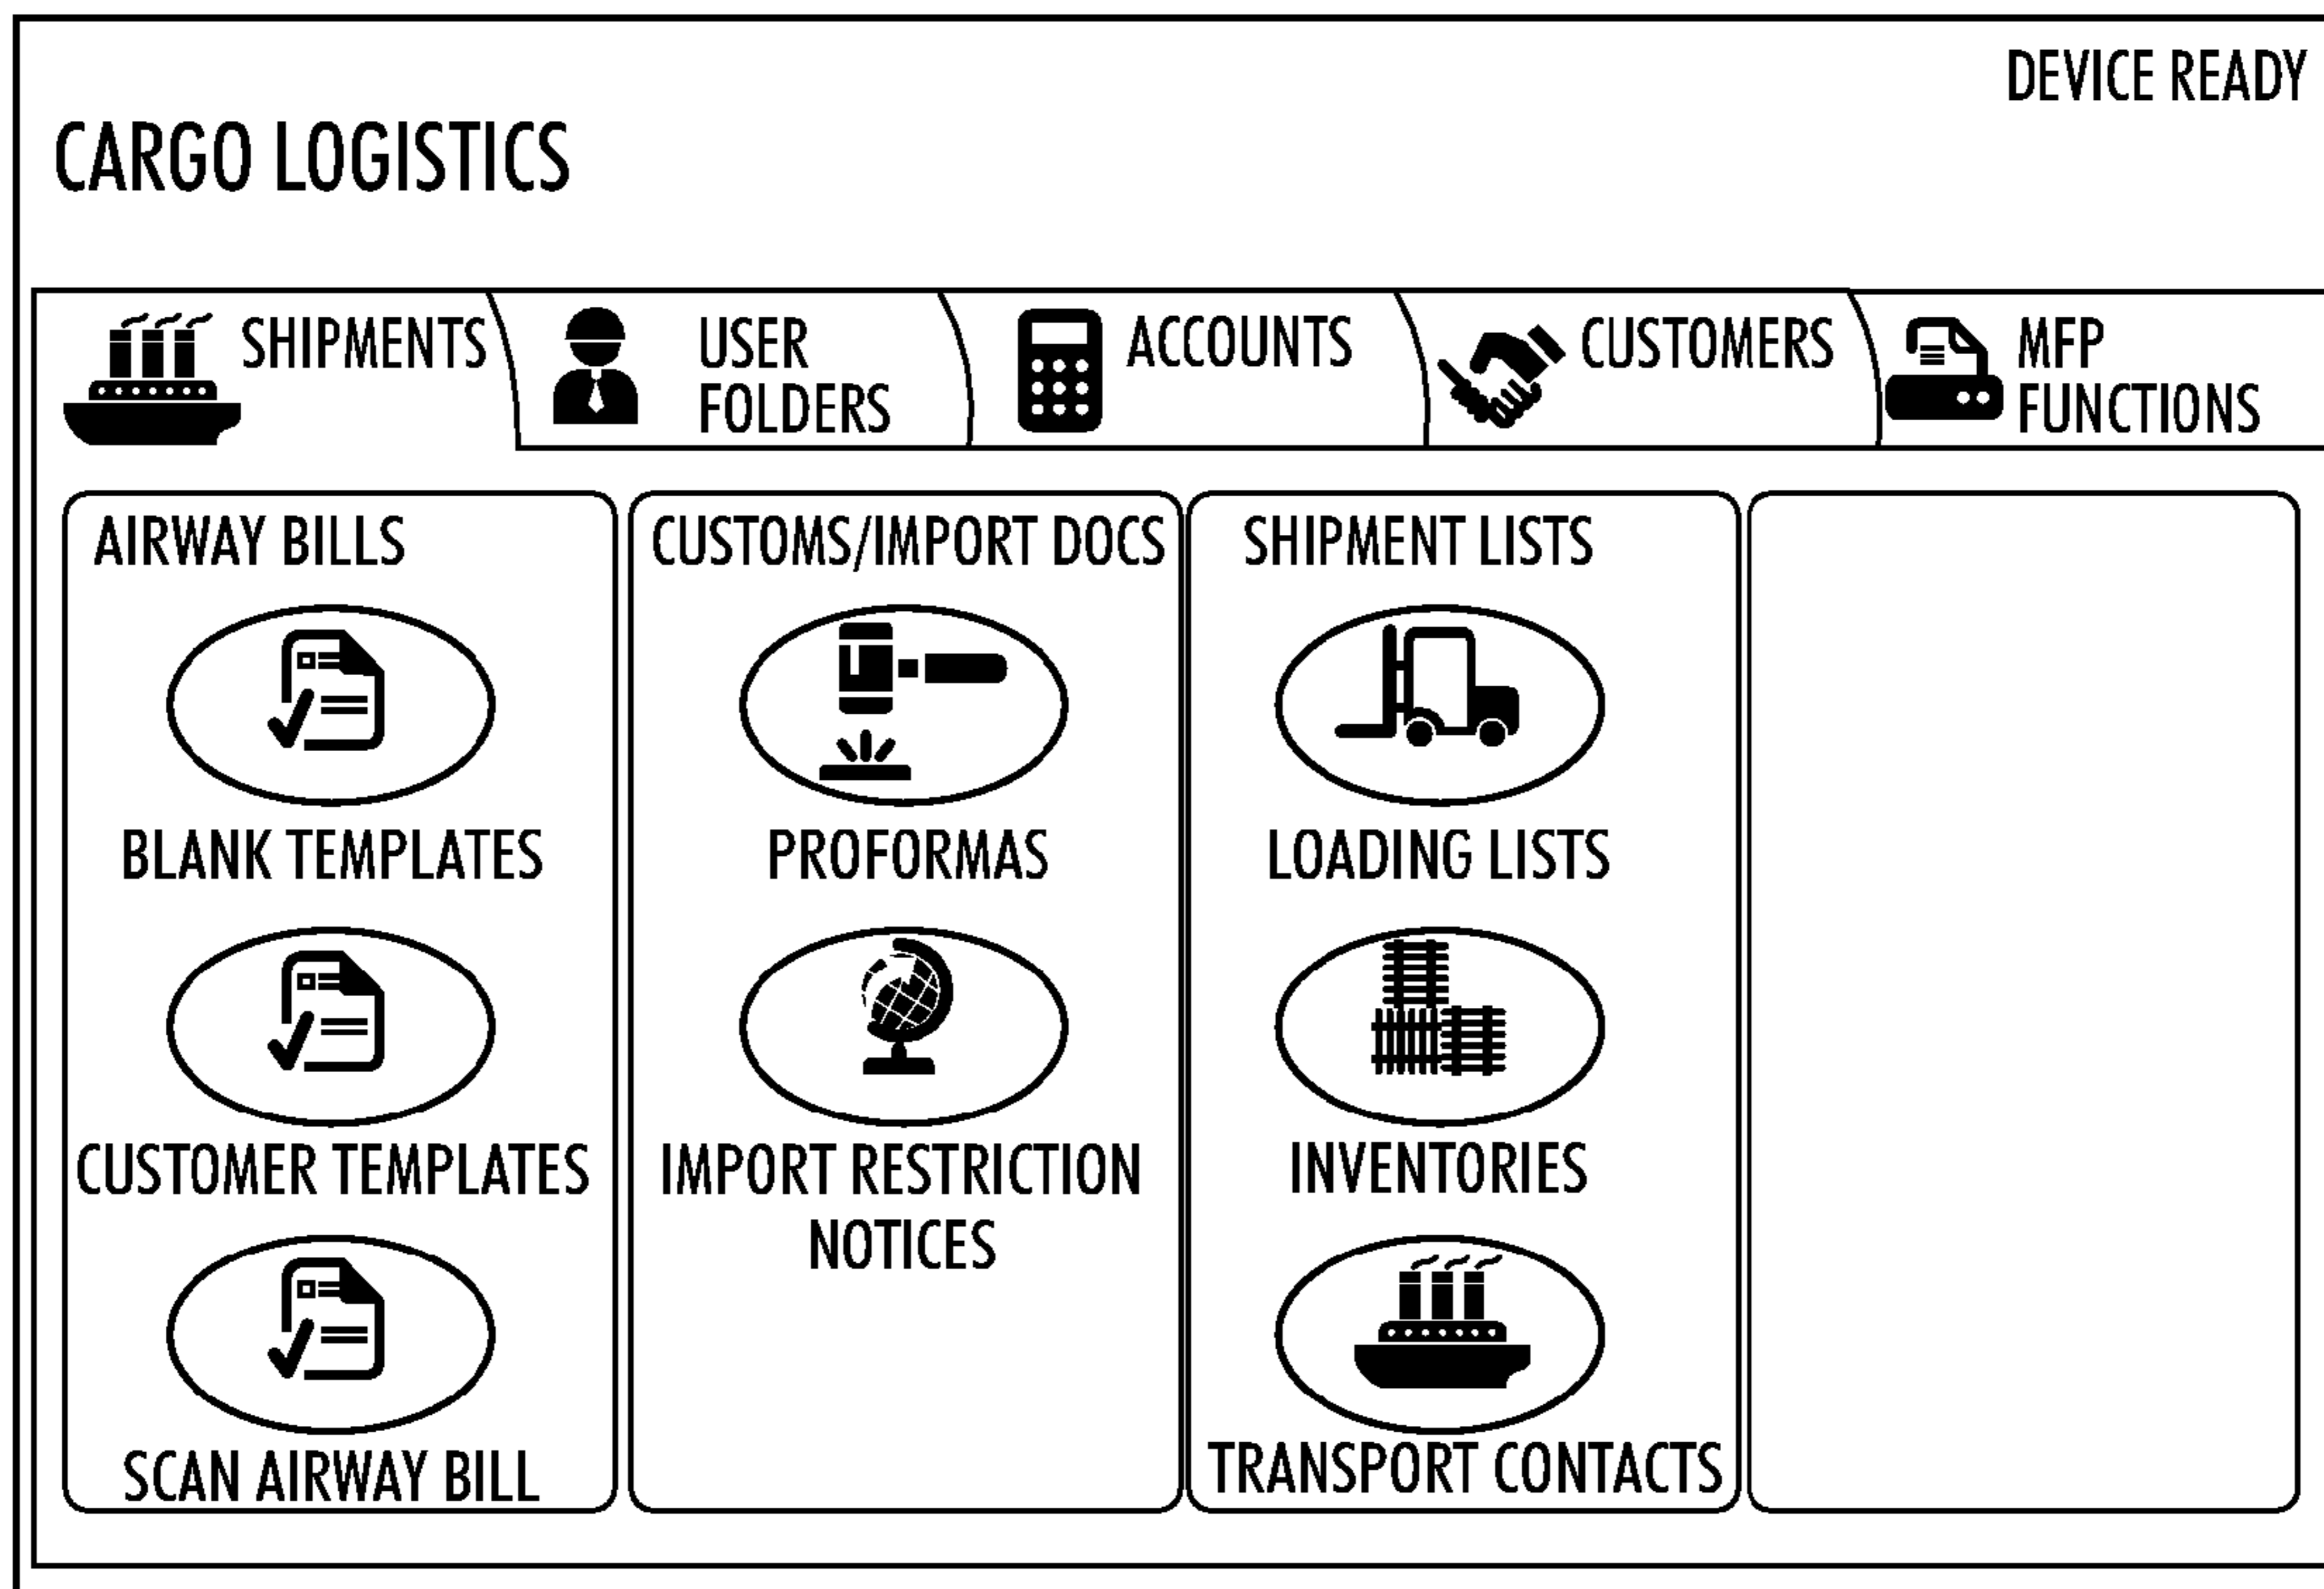 DEVICE READY
CARGO LOGISTICS
SHIPMENTS
USER
FOLDERS
ACCOUNTS
CUSTOMERS
MFP
FUNCTIONS
AIRWAY BILLS
BLANK TEMPLATES
CUSTOMER TEMPLATES
SCAN AIRWAY BILL
CUSTOMS/IMPORT DOCS
PROFORMAS
IMPORT RESTRICTION
NOTICES
SHIPMENT LISTS
LOADING LISTS
INVENTORIES
TRANSPORT CONTACTS